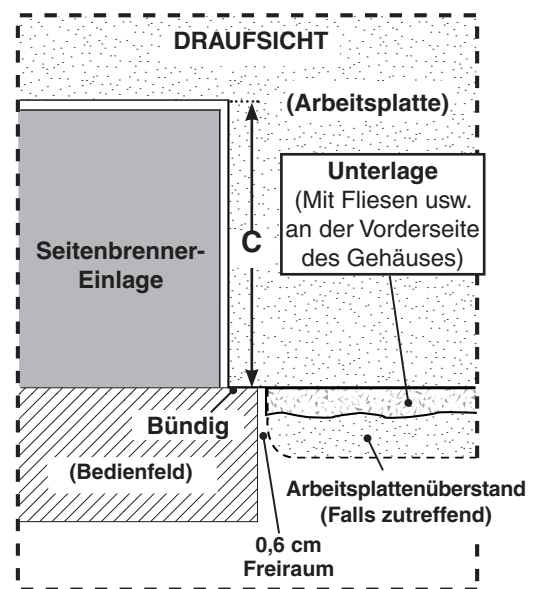 DRAUFSICHT
(Arbeitsplatte)
Unterlage
(Mit Fliesen usw.
an der Vorderseite
des Gehäuses)
C
Seitenbrenner-
Einlage
Bündig
(Bedienfeld)
Arbeitsplattenüberstand
(Falls zutreffend)
0,6 cm
Freiraum